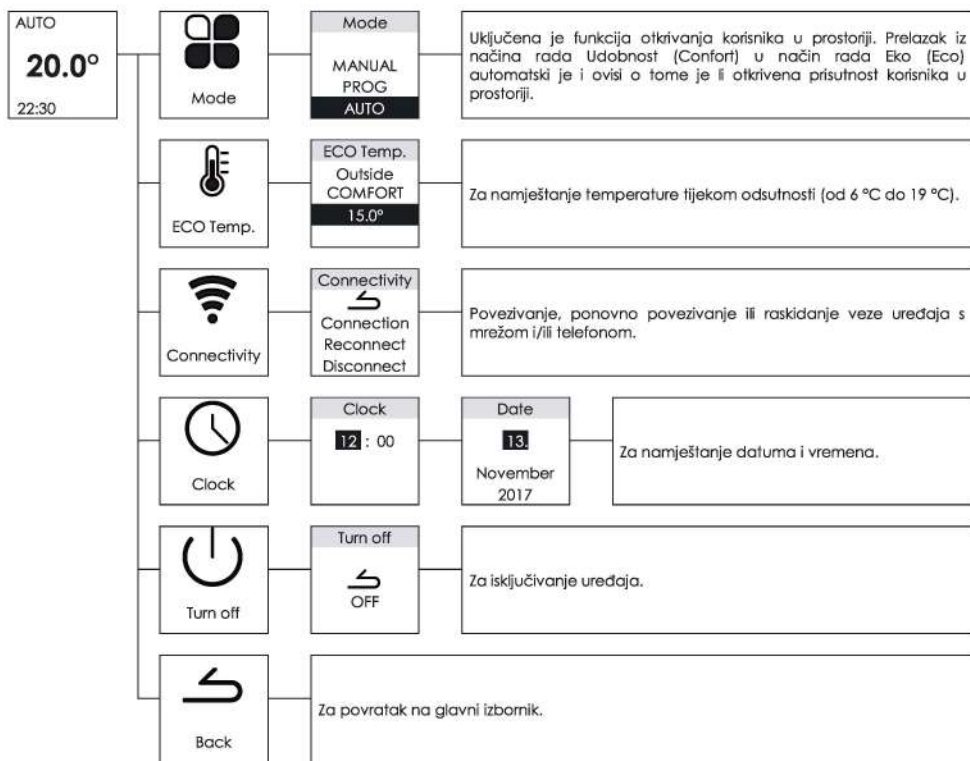 AUTO
20.0°
22:30
Mode
Mode
MANUAL
PROG
AUTO
Uključena je funkcija otkrivanja korisnika u prostoriji. Prelazak iz
načina rada Udobnost (Confort) u način rada Eko (Eco)
automatski je i ovisi o tome je li otkrivena prisutnost korisnika u
prostoriji.
ECO Temp.
ECO Temp.
Outside
COMFORT
15.0°
Za namještanje temperature tijekom odsutnosti (od 6 °C do 19 °C).
Connectivity
Connectivity
Connection
Reconnect
Disconnect
Povezivanje, ponovno povezivanje ili raskidanje veze uređaja s
mrežom i/ili telefonom.
Clock
Clock
12 : 00
Date
13.
November
2017
Za namještanje datuma i vremena.
Turn off
Turn off
OFF
Za isključivanje uređaja.
Back
Za povratak na glavni izbornik.